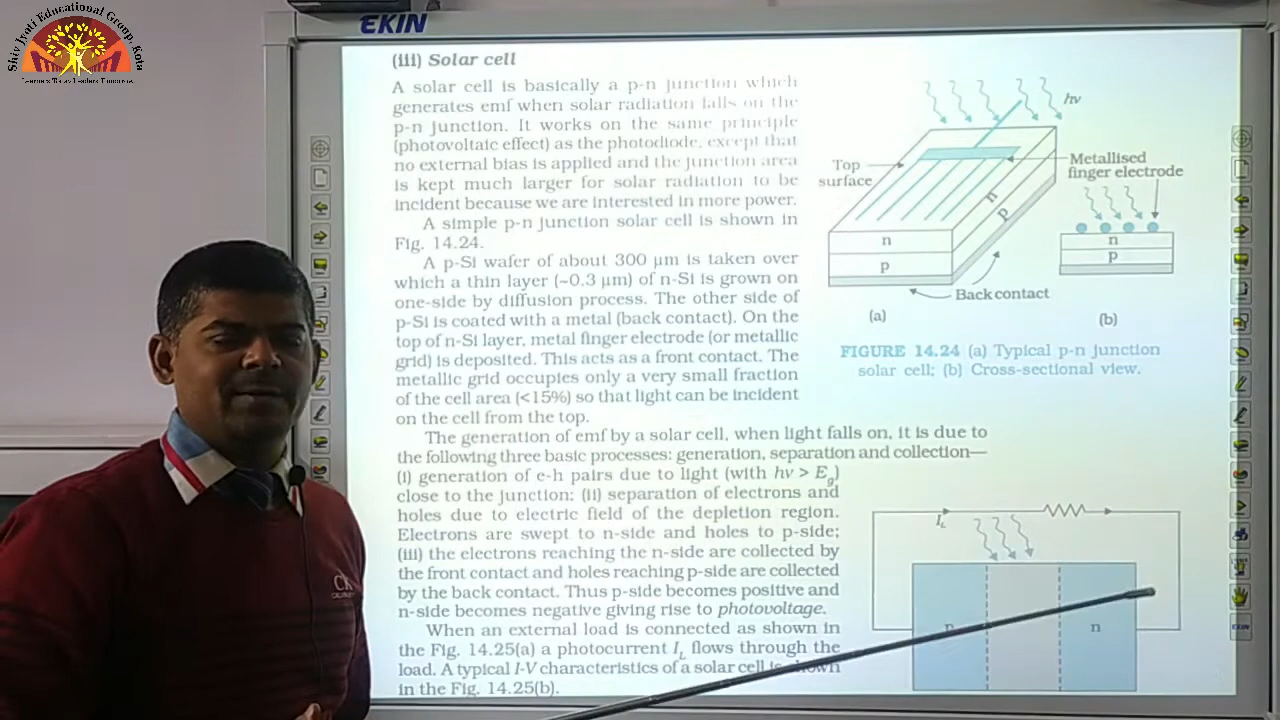 Shiv Jyoti Educational Group, Kota
Learners Today Leaders Tomorrow
EKIN
(iii) Solar cell
A solar cell is basically a p-n junction which
generates emf when solar radiation falls on the
p-n junction. It works on the same principle
(photovoltaic effect) as the photodiode, except that
no external bias is applied and the junction area
is kept much larger for solar radiation to be
incident because we are interested in more power.
A simple p-n junction solar cell is shown in
Fig. 14.24.
A p-Si wafer of about 300 μm is taken over
which a thin layer (~0.3 μm) of n-Si is grown on
one-side by diffusion process. The other side of
p-Si is coated with a metal (back contact). On the
top of n-Si layer, metal finger electrode (or metallic
grid) is deposited. This acts as a front contact. The
metallic grid occupies only a very small fraction
of the cell area (<15%) so that light can be incident
on the cell from the top.
The generation of emf by a solar cell, when light falls on, it is due to
the following three basic processes: generation, separation and collection—
(i) generation of e-h pairs due to light (with hν > Eg)
close to the junction; (ii) separation of electrons and
holes due to electric field of the depletion region.
Electrons are swept to n-side and holes to p-side;
(iii) the electrons reaching the n-side are collected by
the front contact and holes reaching p-side are collected
by the back contact. Thus p-side becomes positive and
n-side becomes negative giving rise to photovoltage.
When an external load is connected as shown in
the Fig. 14.25(a) a photocurrent IL flows through the
load. A typical I-V characteristics of a solar cell is shown
in the Fig. 14.25(b).
hν
Top
surface
Metallised
finger electrode
n
p
n
p
n
p
Back contact
(a)
(b)
FIGURE 14.24 (a) Typical p-n junction
solar cell; (b) Cross-sectional view.
IL
n
CK
EKIN